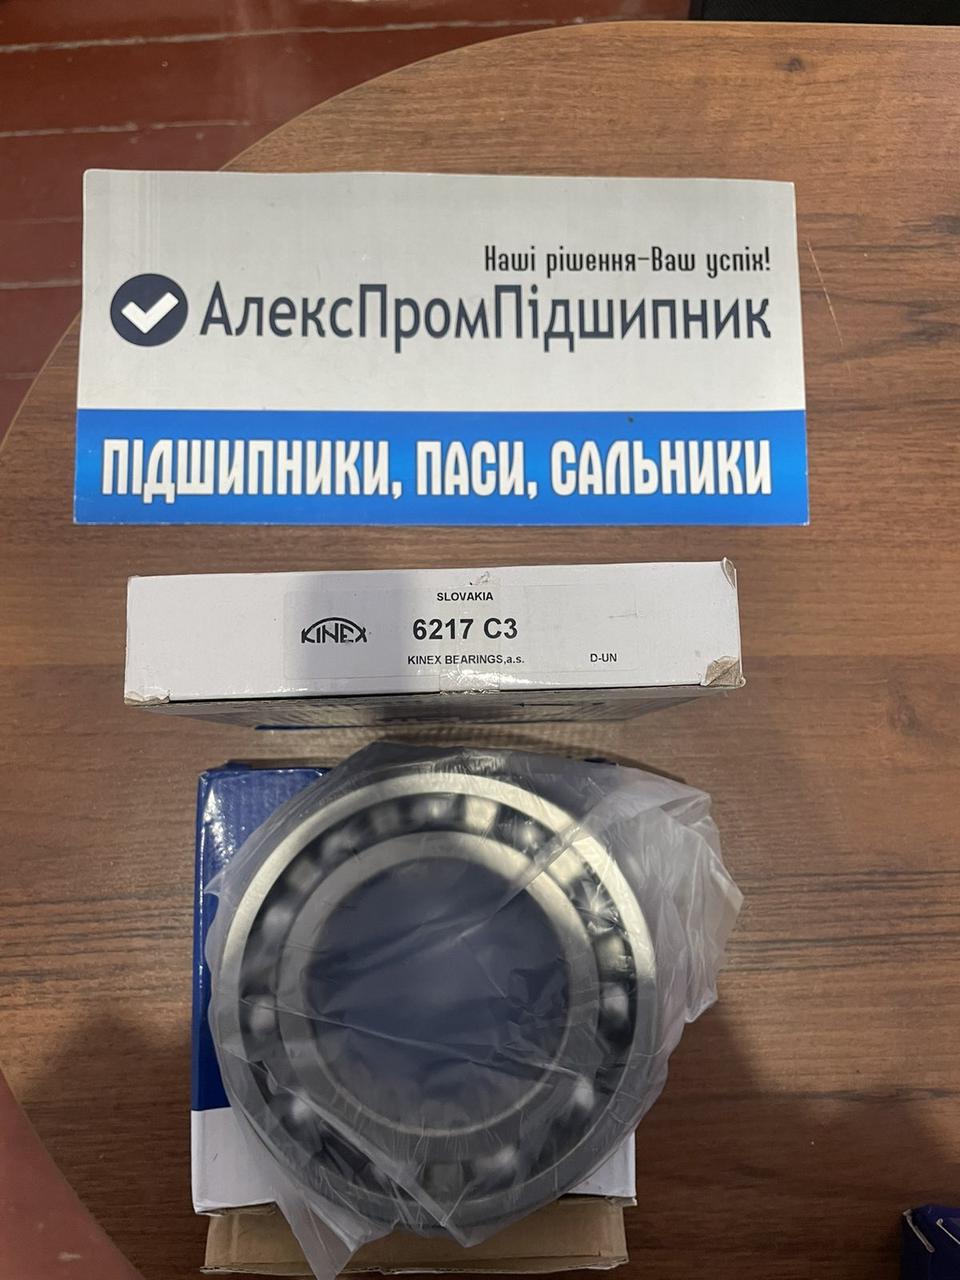 Наші рішення-Ваш успіх!
АлексПромПідшипник
ПІДШИПНИКИ, ПАСИ, САЛЬНИКИ
SLOVAKIA
KINEX
6217 C3
KINEX BEARINGS,a.s.
D-UN